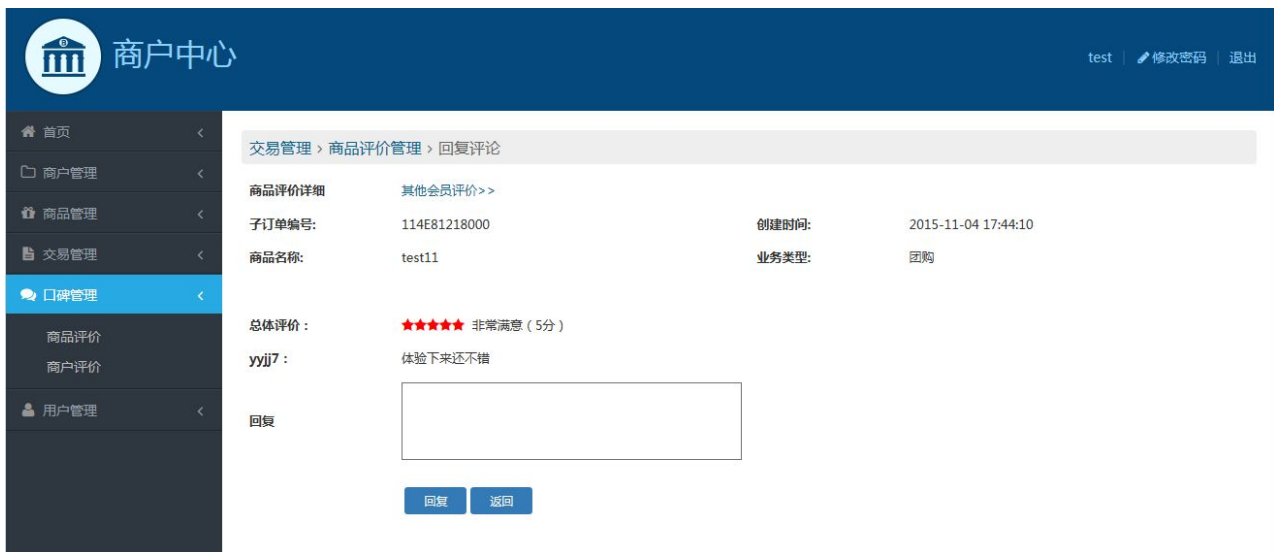 商户中心
test | 修改密码 | 退出
首页
商户管理
商品管理
交易管理
口碑管理
商品评价
商户评价
用户管理
交易管理 › 商品评价管理 › 回复评论
商品评价详细 其他会员评价>>
子订单编号: 114E81218000 创建时间: 2015-11-04 17:44:10
商品名称: test11 业务类型: 团购
总体评价： ★★★★★ 非常满意（5分）
yyjj7： 体验下来还不错
回复
回复 返回